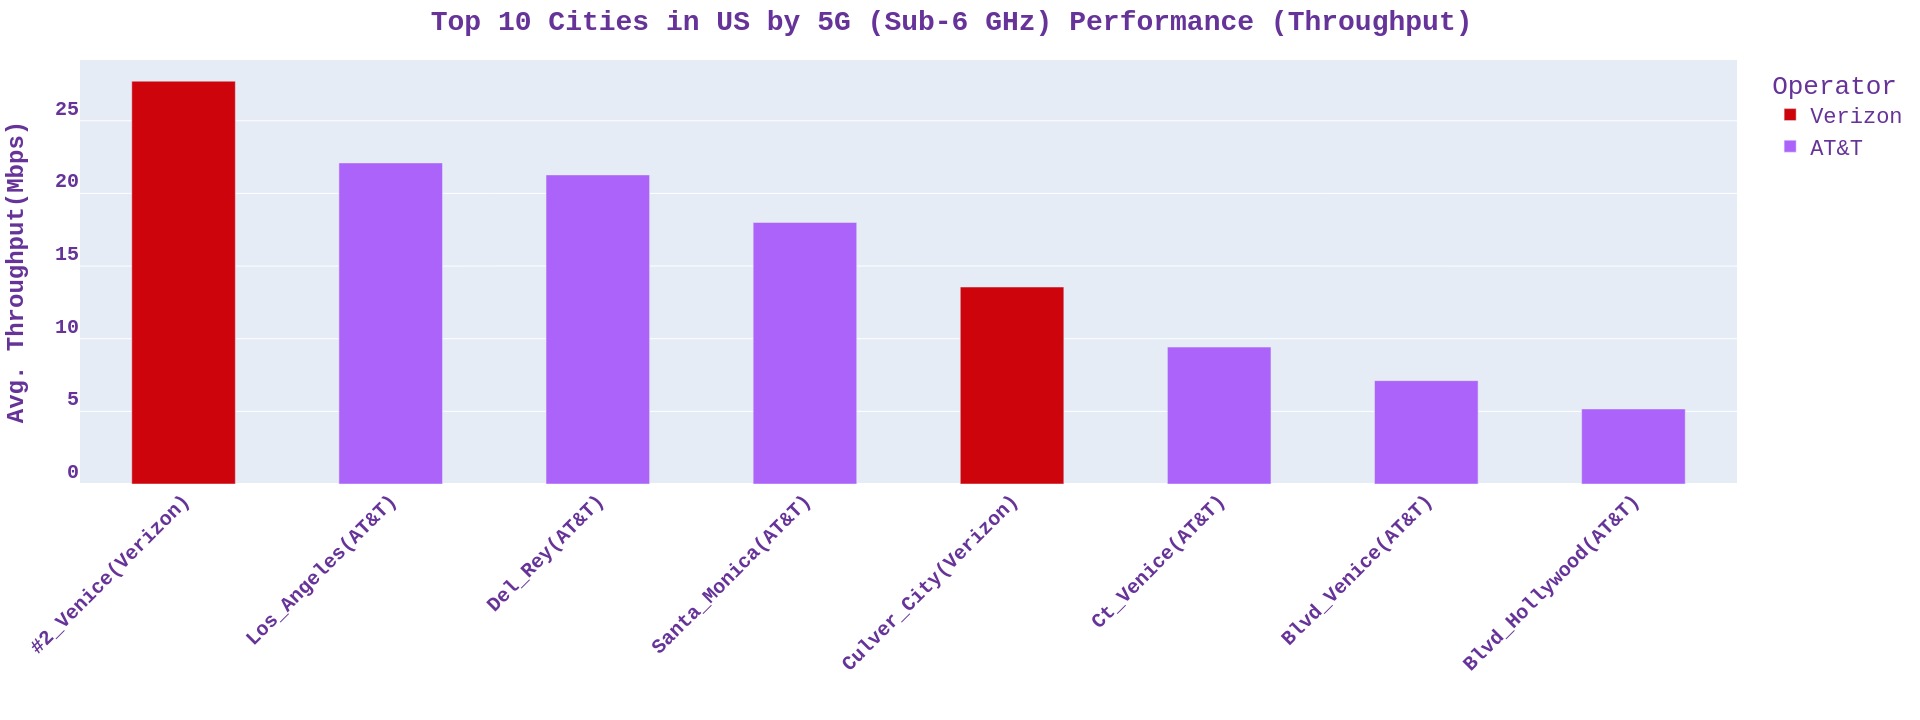 Top 10 Cities in US by 5G (Sub-6 GHz) Performance (Throughput)
Avg. Throughput(Mbps)
25
20
15
10
5
0
#2_Venice(Verizon)
Los_Angeles(AT&T)
Del_Rey(AT&T)
Santa_Monica(AT&T)
Culver_City(Verizon)
Ct_Venice(AT&T)
Blvd_Venice(AT&T)
Blvd_Hollywood(AT&T)
Operator
Verizon
AT&T